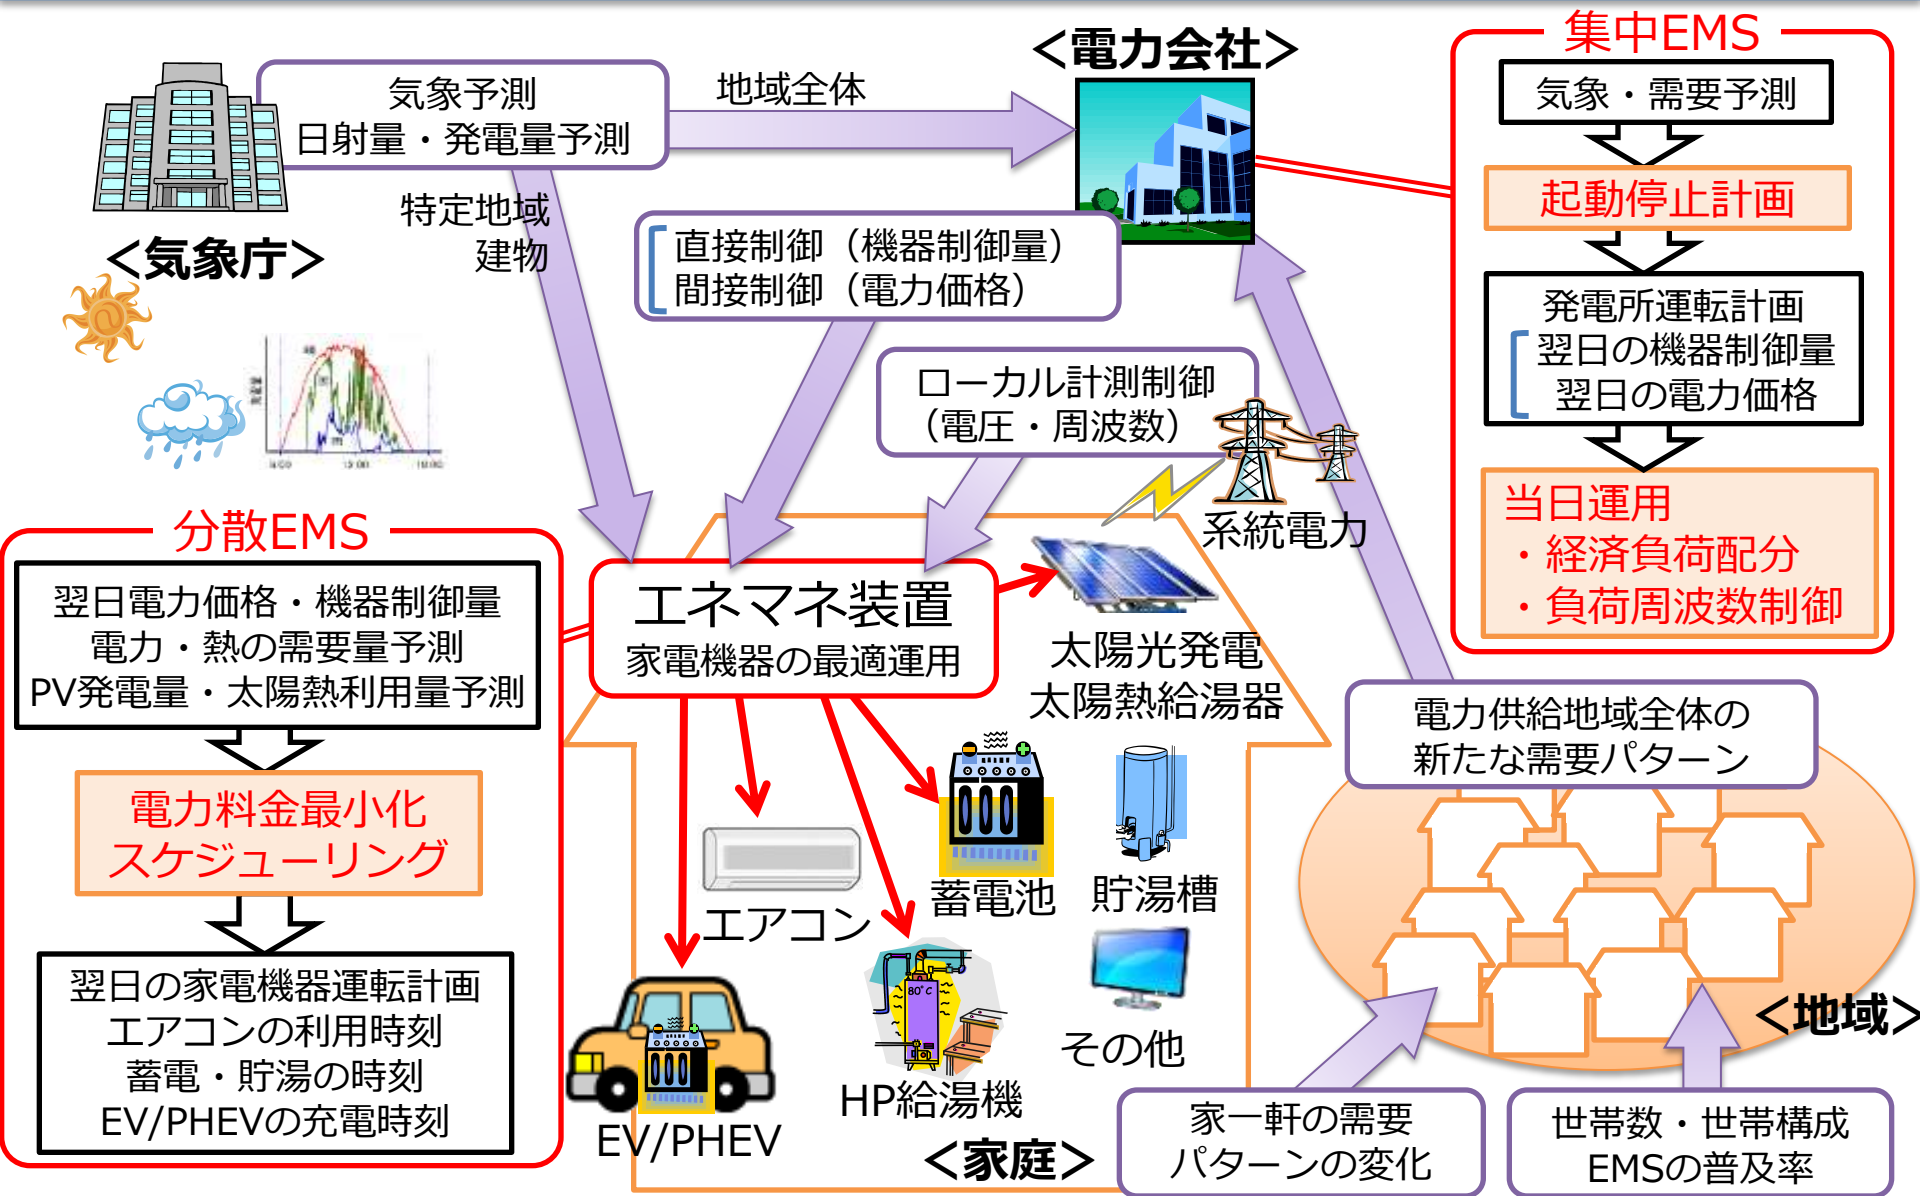 ＜電力会社＞
集中EMS
気象予測
日射量・発電量予測
地域全体
気象・需要予測
起動停止計画
特定地域
建物
＜気象庁＞
直接制御（機器制御量）
間接制御（電力価格）
発電所運転計画
翌日の機器制御量
翌日の電力価格
ローカル計測制御
（電圧・周波数）
系統電力
当日運用
・経済負荷配分
・負荷周波数制御
分散EMS
翌日電力価格・機器制御量
電力・熱の需要量予測
PV発電量・太陽熱利用量予測
電力料金最小化
スケジューリング
翌日の家電機器運転計画
エアコンの利用時刻
蓄電・貯湯の時刻
EV/PHEVの充電時刻
エネマネ装置
家電機器の最適運用
太陽光発電
太陽熱給湯器
エアコン
蓄電池
貯湯槽
80°C
HP給湯機
その他
EV/PHEV
＜家庭＞
電力供給地域全体の
新たな需要パターン
＜地域＞
家一軒の需要
パターンの変化
世帯数・世帯構成
EMSの普及率